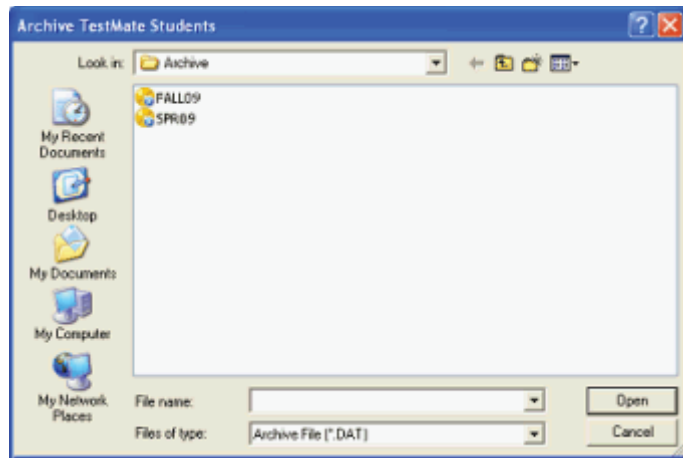 Archive TestMate Students
Look in:
Archive
FALL09
SPR09
My Recent
Documents
Desktop
My Documents
My Computer
My Network
Places
File name:
Open
Files of type:
Archive File (*.DAT)
Cancel